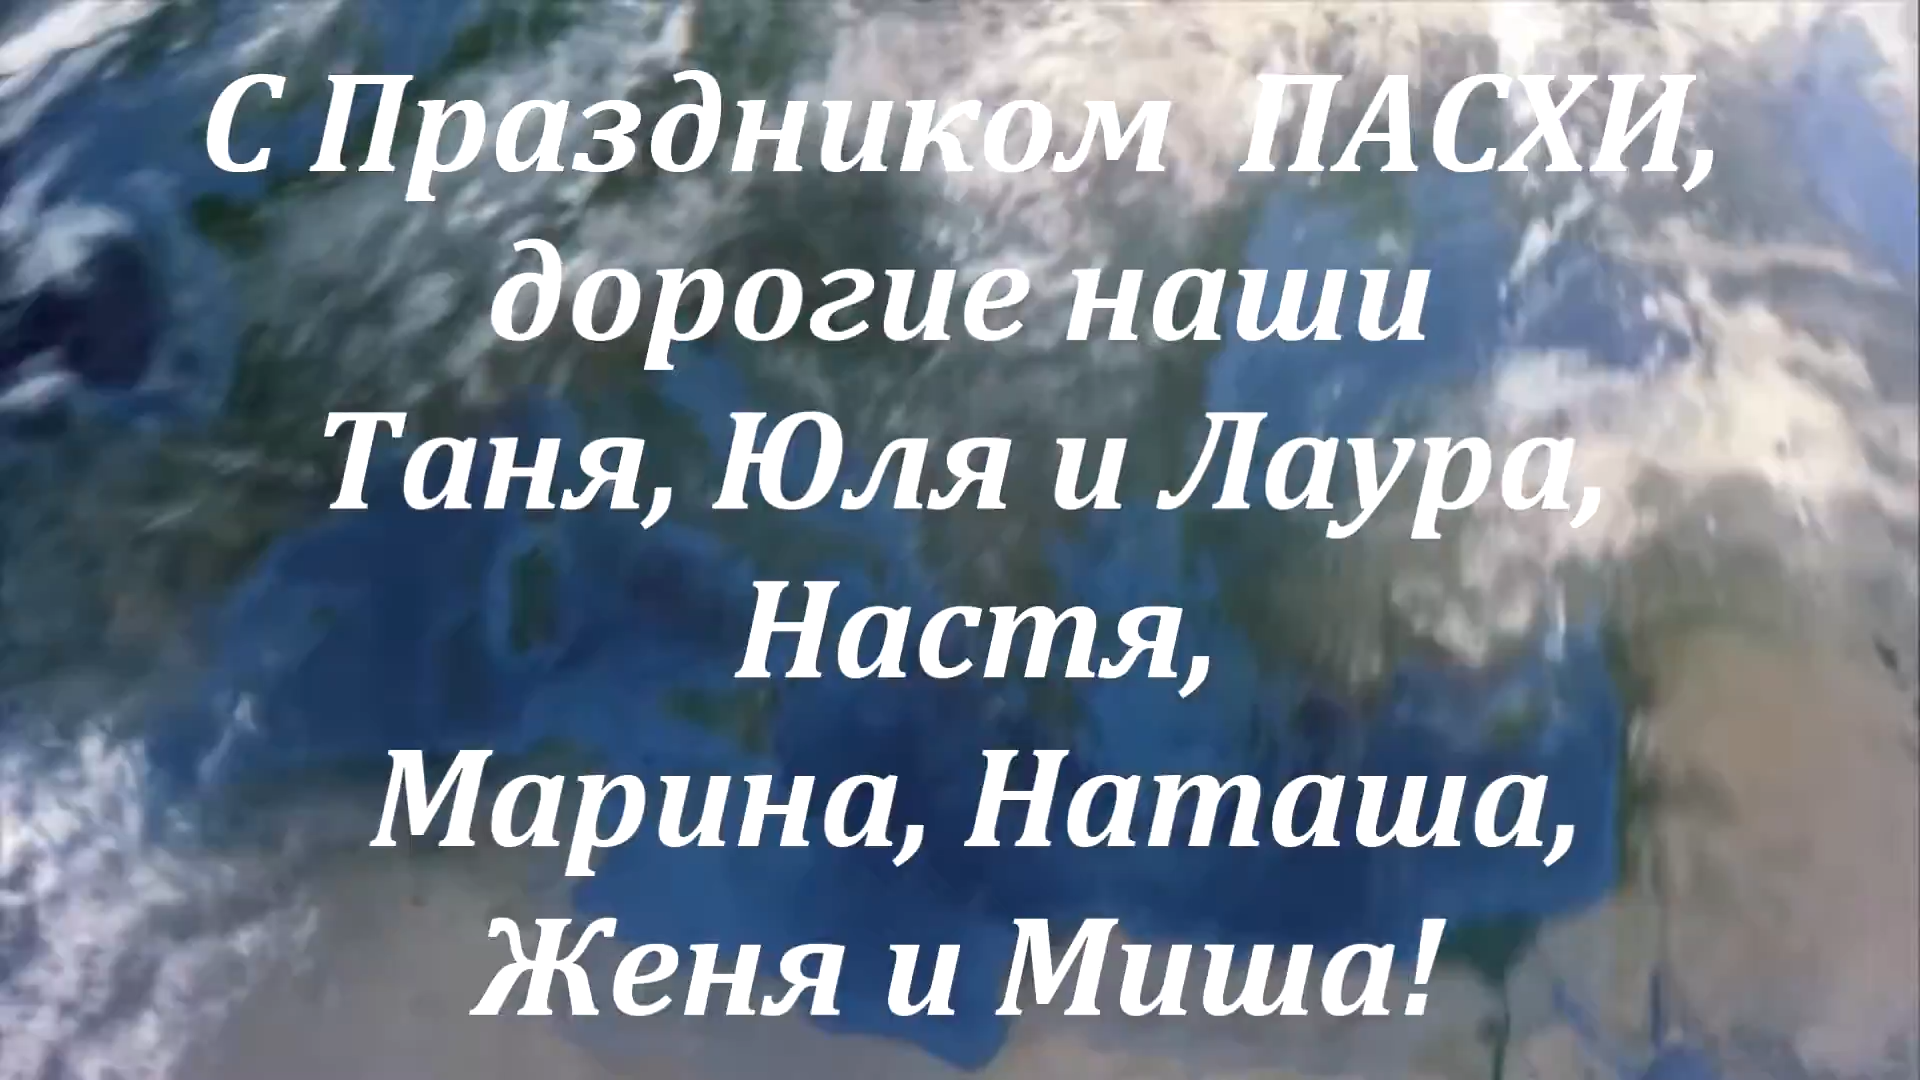 С Праздником ПАСХИ,
дорогие наши
Таня, Юля и Лаура,
Настя,
Марина, Наташа,
Женя и Миша!